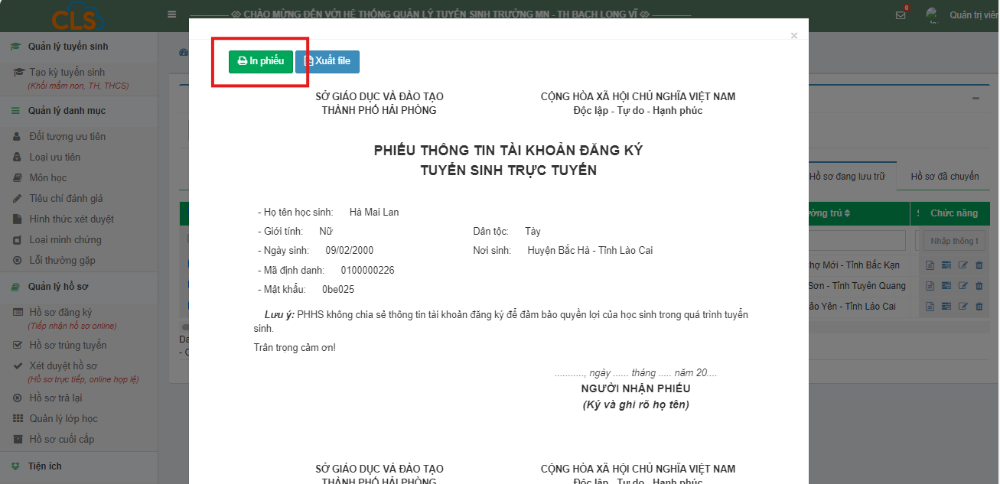 CLS
CHÀO MỪNG ĐẾN VỚI HỆ THỐNG QUẢN LÝ TUYỂN SINH TRƯỜNG MN - TH BẠCH LONG VĨ
8
Quản trị viên
Quản lý tuyển sinh
Tạo kỳ tuyển sinh
(Khối mầm non, TH, THCS)
Quản lý danh mục
Đối tượng ưu tiên
Loại ưu tiên
Môn học
Tiêu chí đánh giá
Hình thức xét duyệt
Loại minh chứng
Lỗi thường gặp
Quản lý hồ sơ
Hồ sơ đăng ký
(Tiếp nhận hồ sơ online)
Hồ sơ trúng tuyển
Xét duyệt hồ sơ
(Hồ sơ trực tiếp, online hợp lệ)
Hồ sơ trả lại
Quản lý lớp học
Hồ sơ cuối cấp
Tiện ích
×
In phiếu
Xuất file
SỞ GIÁO DỤC VÀ ĐÀO TẠO
THÀNH PHỐ HẢI PHÒNG
CỘNG HÒA XÃ HỘI CHỦ NGHĨA VIỆT NAM
Độc lập - Tự do - Hạnh phúc
PHIẾU THÔNG TIN TÀI KHOẢN ĐĂNG KÝ
TUYỂN SINH TRỰC TUYẾN
- Họ tên học sinh: Hà Mai Lan
- Giới tính: Nữ Dân tộc: Tày
- Ngày sinh: 09/02/2000 Nơi sinh: Huyện Bắc Hà - Tỉnh Lào Cai
- Mã định danh: 0100000226
- Mật khẩu: 0be025
Lưu ý: PHHS không chia sẻ thông tin tài khoản đăng ký để đảm bảo quyền lợi của học sinh trong quá trình tuyển
sinh.
Trân trọng cảm ơn!
..........., ngày ...... tháng ..... năm 20....
NGƯỜI NHẬN PHIẾU
(Ký và ghi rõ họ tên)
SỞ GIÁO DỤC VÀ ĐÀO TẠO
THÀNH PHỐ HẢI PHÒNG
CỘNG HÒA XÃ HỘI CHỦ NGHĨA VIỆT NAM
Độc lập - Tự do - Hạnh phúc
Hồ sơ đang lưu trữ
Hồ sơ đã chuyển
ờng trú
Chức năng
Nhập thông t
hợ Mới - Tỉnh Bắc Kạn
Sơn - Tỉnh Tuyên Quang
ảo Yên - Tỉnh Lào Cai